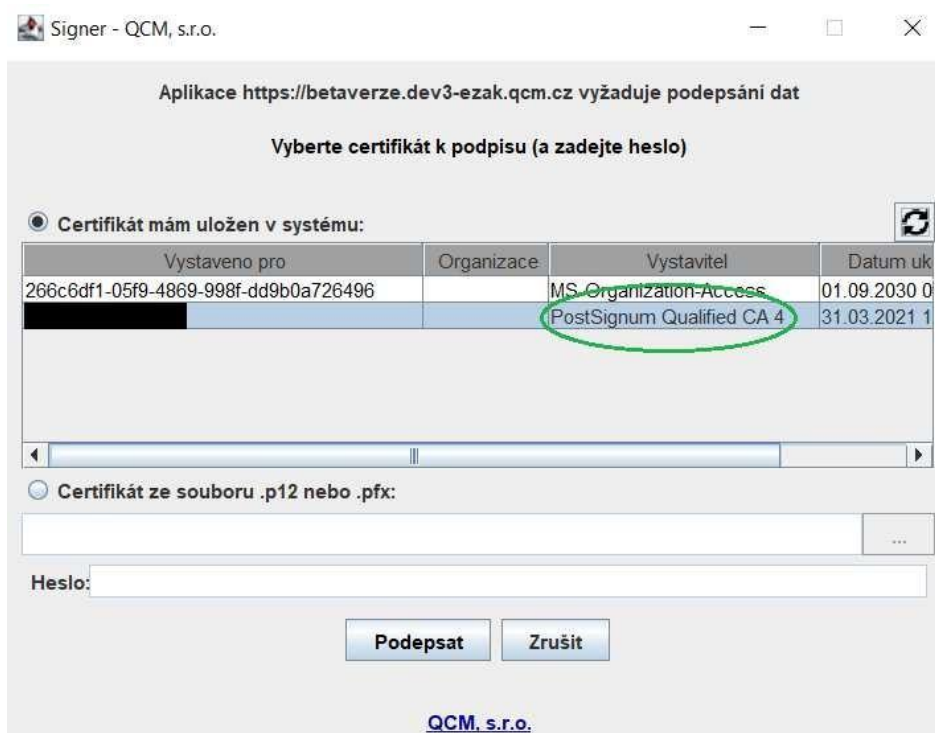 Signer - QCM, s.r.o.
Aplikace https://betaverze.dev3-ezak.qcm.cz vyžaduje podepsání dat
Vyberte certifikát k podpisu (a zadejte heslo)
Certifikát mám uložen v systému:
Vystaveno pro Organizace Vystavitel Datum uk
266c6df1-05f9-4869-998f-dd9b0a726496 MS-Organization-Access 01.09.2030 0
PostSignum Qualified CA 4 31.03.2021 1
Certifikát ze souboru .p12 nebo .pfx:
...
Heslo:
Podepsat Zrušit
QCM, s.r.o.